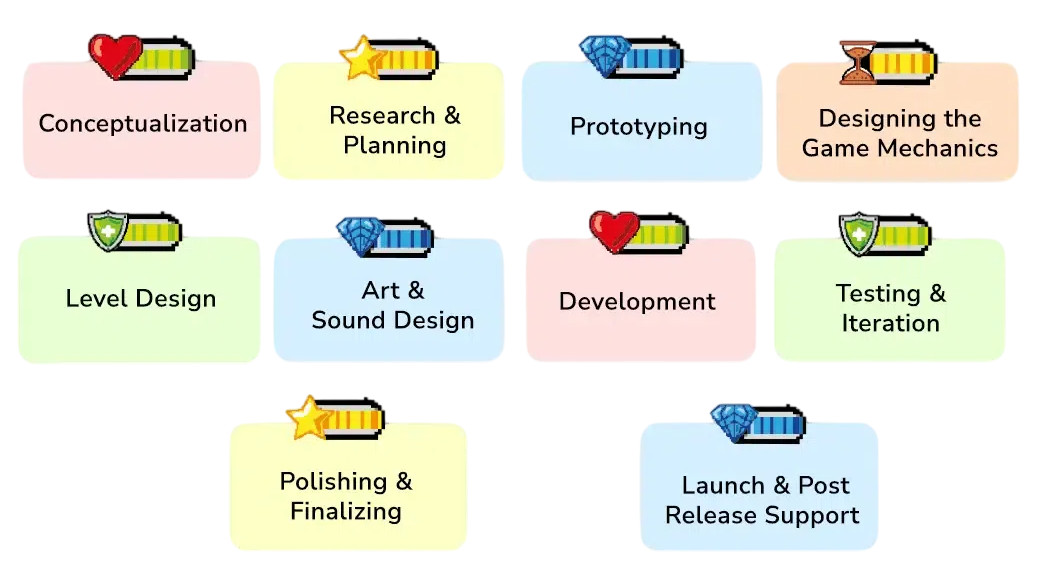 Conceptualization
Research &
Planning
Prototyping
Designing the
Game Mechanics
Level Design
Art &
Sound Design
Development
Testing &
Iteration
Polishing &
Finalizing
Launch & Post
Release Support